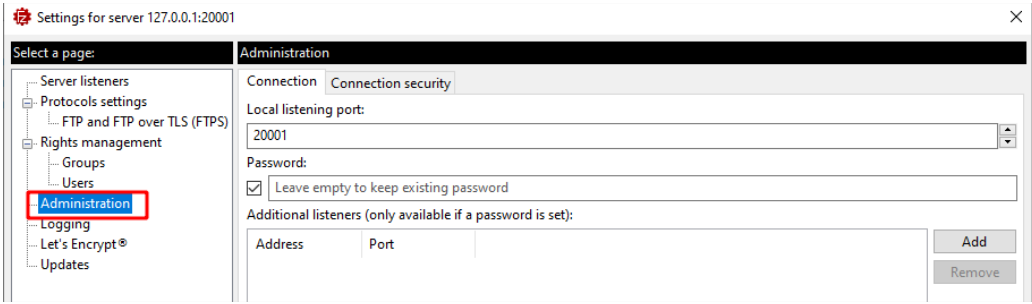 Settings for server 127.0.0.1:20001
Select a page:
Server listeners
Protocols settings
FTP and FTP over TLS (FTPS)
Rights management
Groups
Users
Administration
Logging
Let's Encrypt®
Updates
Administration
Connection
Connection security
Local listening port:
20001
Password:
Leave empty to keep existing password
Additional listeners (only available if a password is set):
Address Port
Add
Remove